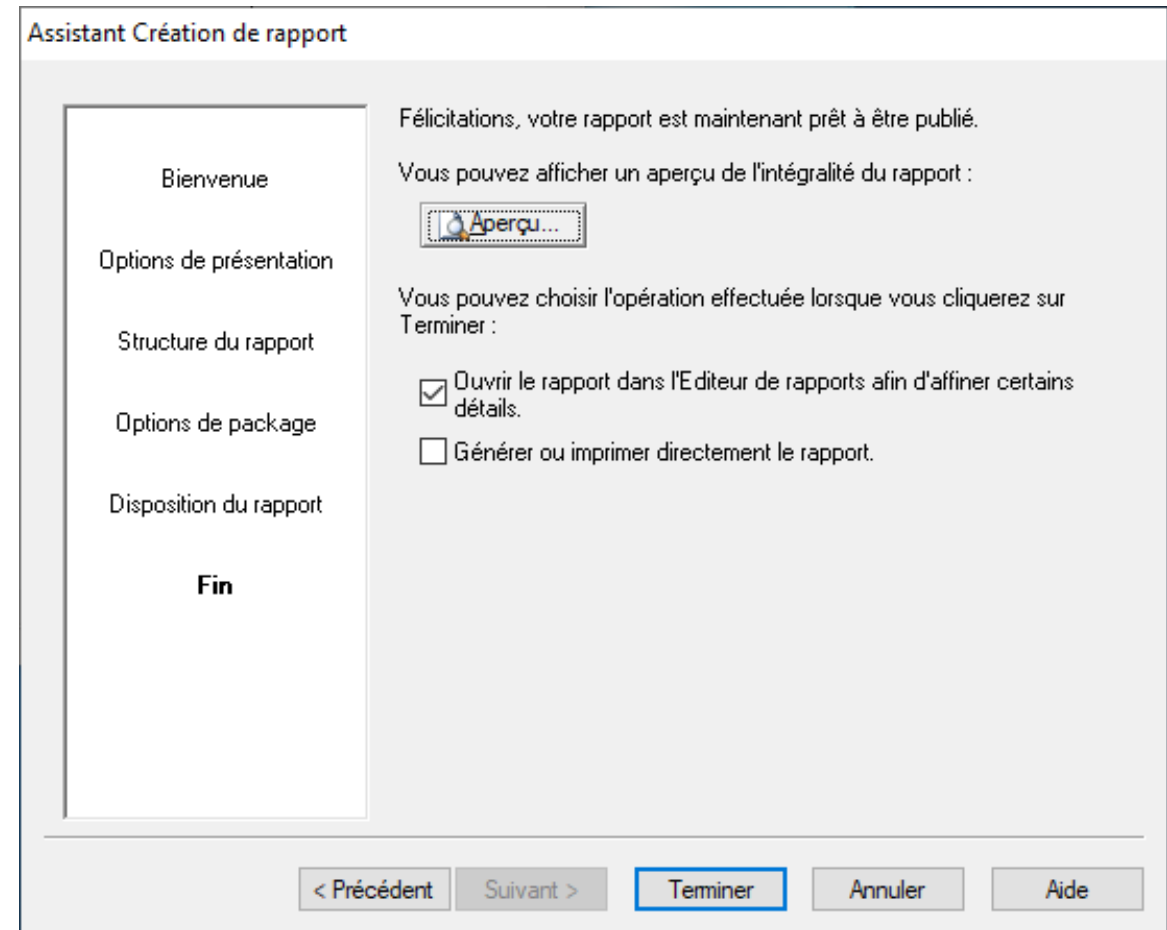 Assistant Création de rapport
Bienvenue
Options de présentation
Structure du rapport
Options de package
Disposition du rapport
Fin
Félicitations, votre rapport est maintenant prêt à être publié.
Vous pouvez afficher un aperçu de l'intégralité du rapport :
Aperçu...
Vous pouvez choisir l'opération effectuée lorsque vous cliquerez sur
Terminer :
Ouvrir le rapport dans l'Editeur de rapports afin d'affiner certains
détails.
Générer ou imprimer directement le rapport.
< Précédent
Suivant >
Terminer
Annuler
Aide